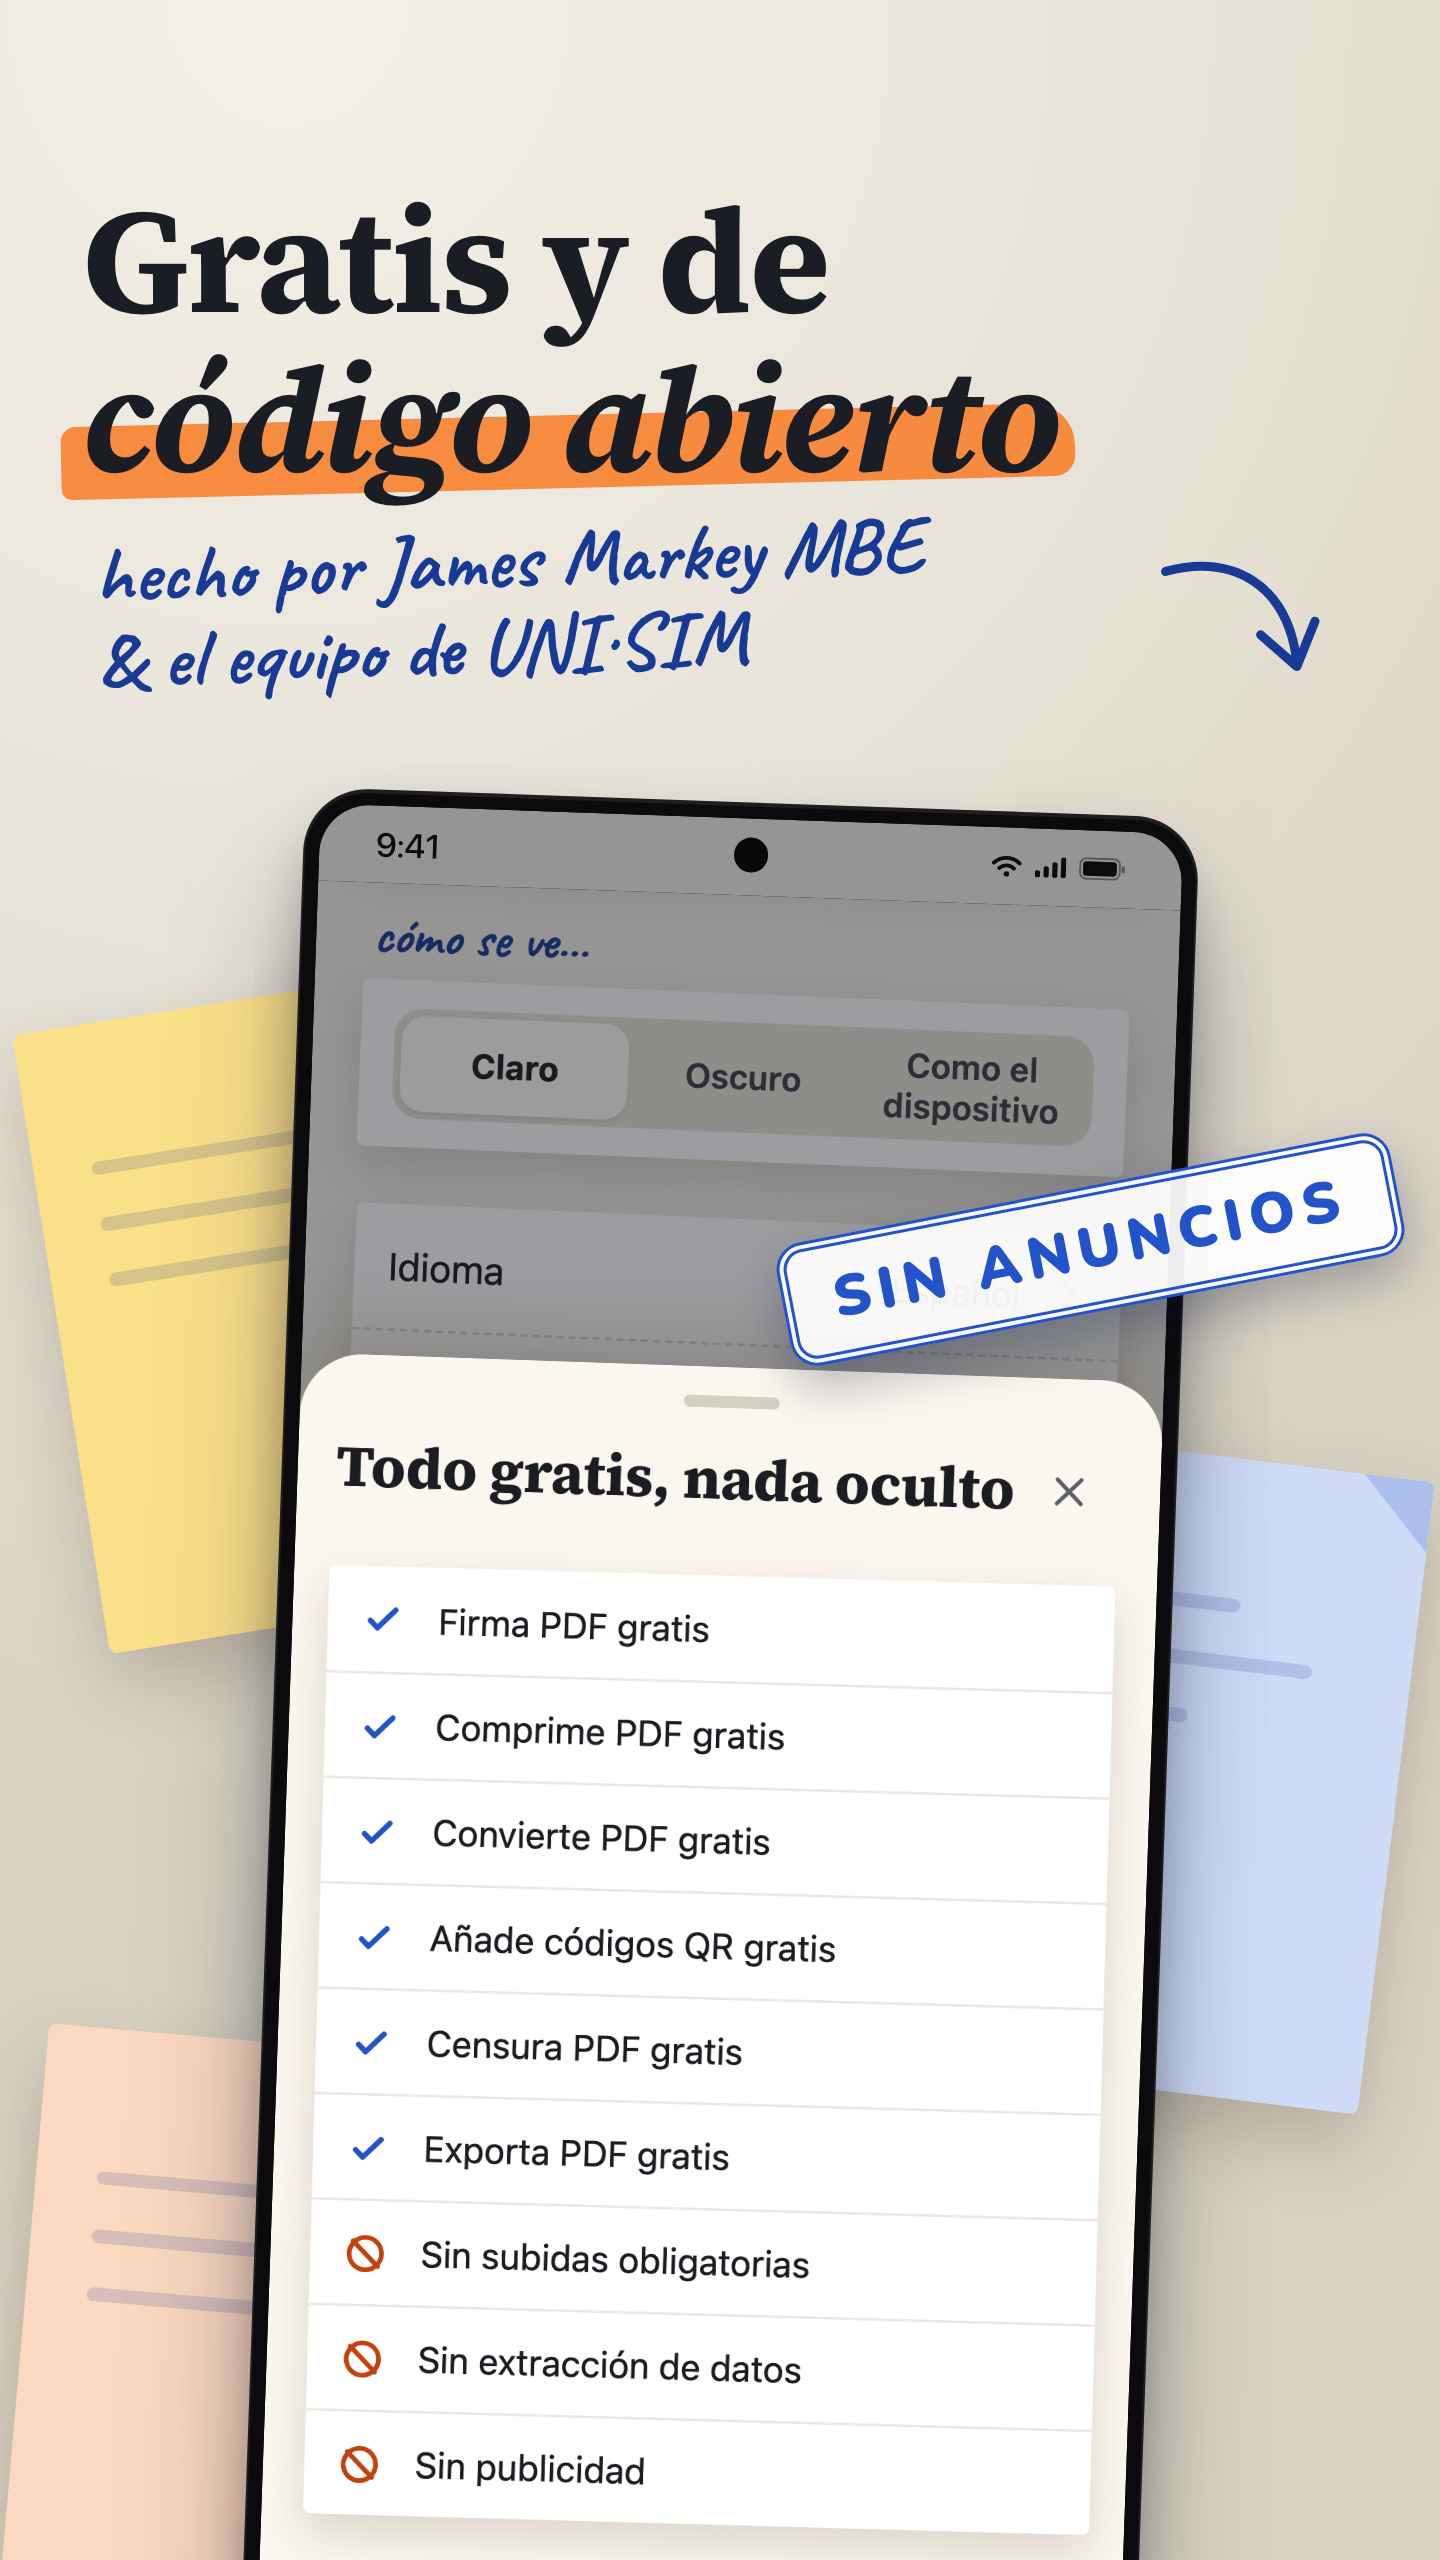 Gratis y de
código abierto
hecho por James Markey MBE
& el equipo de UNI·SIM
9:41
cómo se ve...
Claro
Oscuro
Como el
dispositivo
SIN ANUNCIOS
Idioma
Español
Todo gratis, nada oculto
Firma PDF gratis
Comprime PDF gratis
Convierte PDF gratis
Añade códigos QR gratis
Censura PDF gratis
Exporta PDF gratis
Sin subidas obligatorias
Sin extracción de datos
Sin publicidad